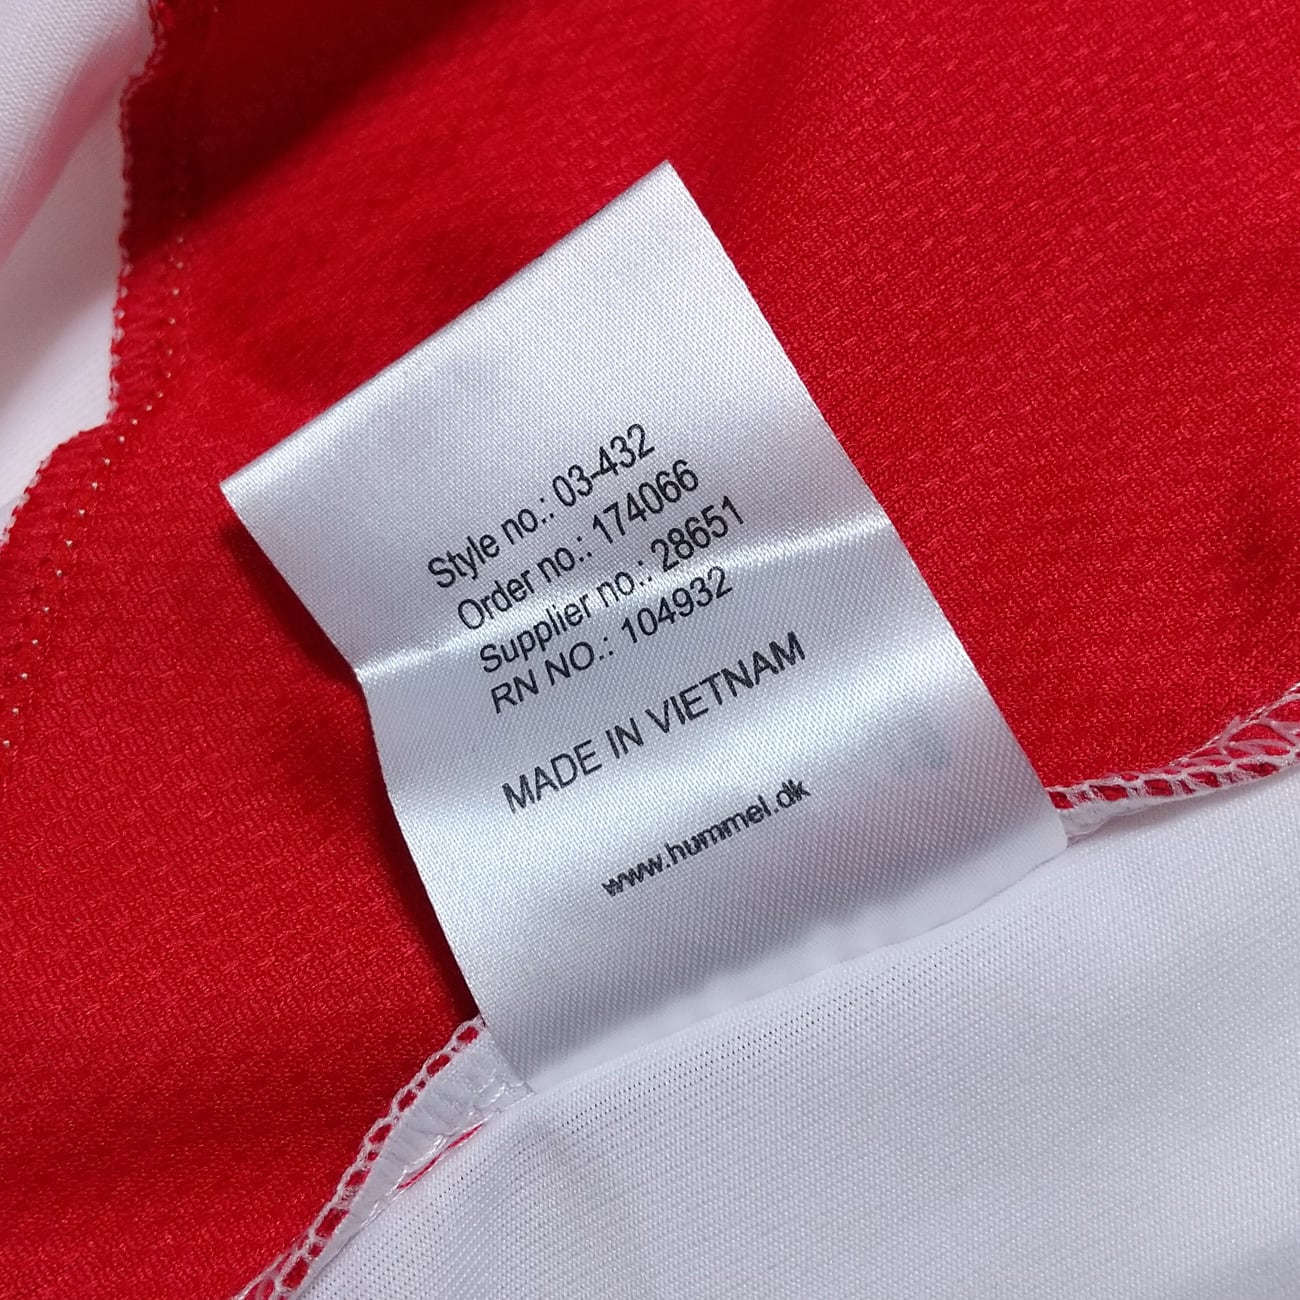 Style no.: 03-432
Order no.: 174066
Supplier no.: 28651
RN NO.: 104932
MADE IN VIETNAM
www.hummel.dk